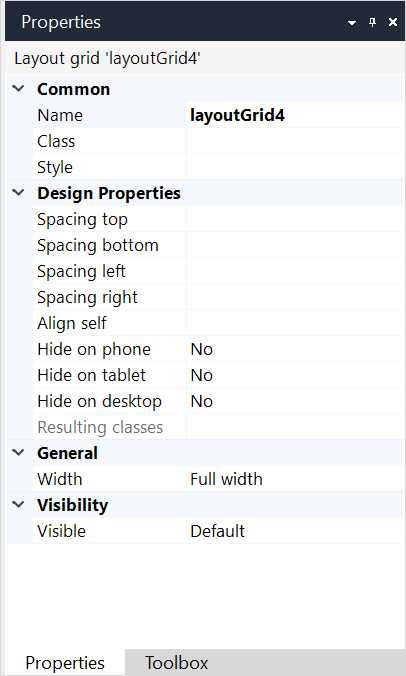 Properties
Layout grid 'layoutGrid4'
Common
Name layoutGrid4
Class
Style
Design Properties
Spacing top
Spacing bottom
Spacing left
Spacing right
Align self
Hide on phone No
Hide on tablet No
Hide on desktop No
Resulting classes
General
Width Full width
Visibility
Visible Default
Properties Toolbox